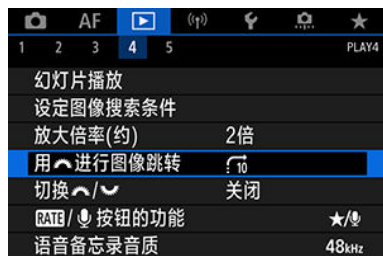 AF
1 2 3 4 5 PLAY4
幻灯片播放
设定图像搜索条件
放大倍率(约) 2倍
用进行图像跳转 10
切换/ 关闭
RATE/按钮的功能 ★/
语音备忘录音质 48kHz